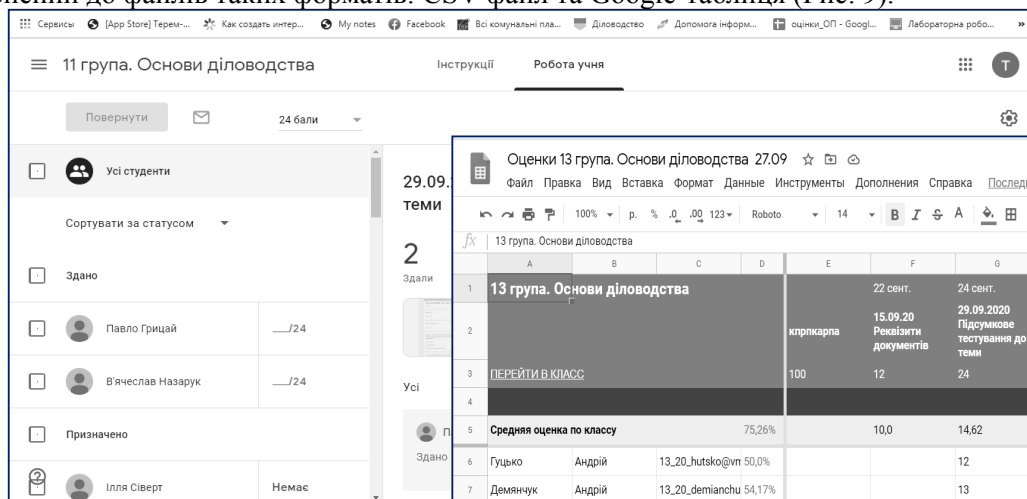 до файлів таких форматів: CSV-файл та Google Таблиця (Рис. 9).
Сервисы [App Store] Терем-... Как создать интер... My notes Facebook Всі комунальні пла... Діловодство Допомога інформ... оцінки_ОП - Googl... Лабораторна робо... »
11 група. Основи діловодства Інструкції Робота учня T
Повернути 24 бали
Усі студенти
Сортувати за статусом
Здано
Павло Грицай __/24
В'ячеслав Назарук __/24
Призначено
Ілля Сіверт Немає
29.09.
теми
2
Здали
Усі
Здано
Оценки 13 група. Основи діловодства 27.09
Файл Правка Вид Вставка Формат Данные Инструменты Дополнения Справка Последн
100% р. % .0 .00 123 Roboto 14 B I S A
fx 13 група. Основи діловодства
A B C D E F G
1 13 група. Основи діловодства 22 сент. 24 сент.
2 кпрпкарпа 15.09.20 Реквізити документів 29.09.2020 Підсумкове тестування до теми
3 ПЕРЕЙТИ В КЛАСС 100 12 24
4
5 Средняя оценка по классу 75,26% 10,0 14,62
6 Гуцько Андрій 13_20_hutsko@vn 50,0% 12
7 Демянчук Андрій 13_20_demianchu 54,17% 13